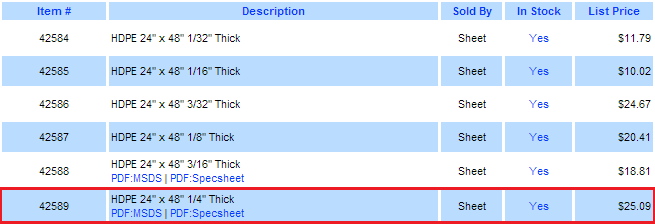 Item # Description Sold By In Stock List Price
42584 HDPE 24" x 48" 1/32" Thick Sheet Yes $11.79
42585 HDPE 24" x 48" 1/16" Thick Sheet Yes $10.02
42586 HDPE 24" x 48" 3/32" Thick Sheet Yes $24.67
42587 HDPE 24" x 48" 1/8" Thick Sheet Yes $20.41
42588 HDPE 24" x 48" 3/16" Thick Sheet Yes $18.81
PDF:MSDS | PDF:Specsheet
42589 HDPE 24" x 48" 1/4" Thick Sheet Yes $25.09
PDF:MSDS | PDF:Specsheet